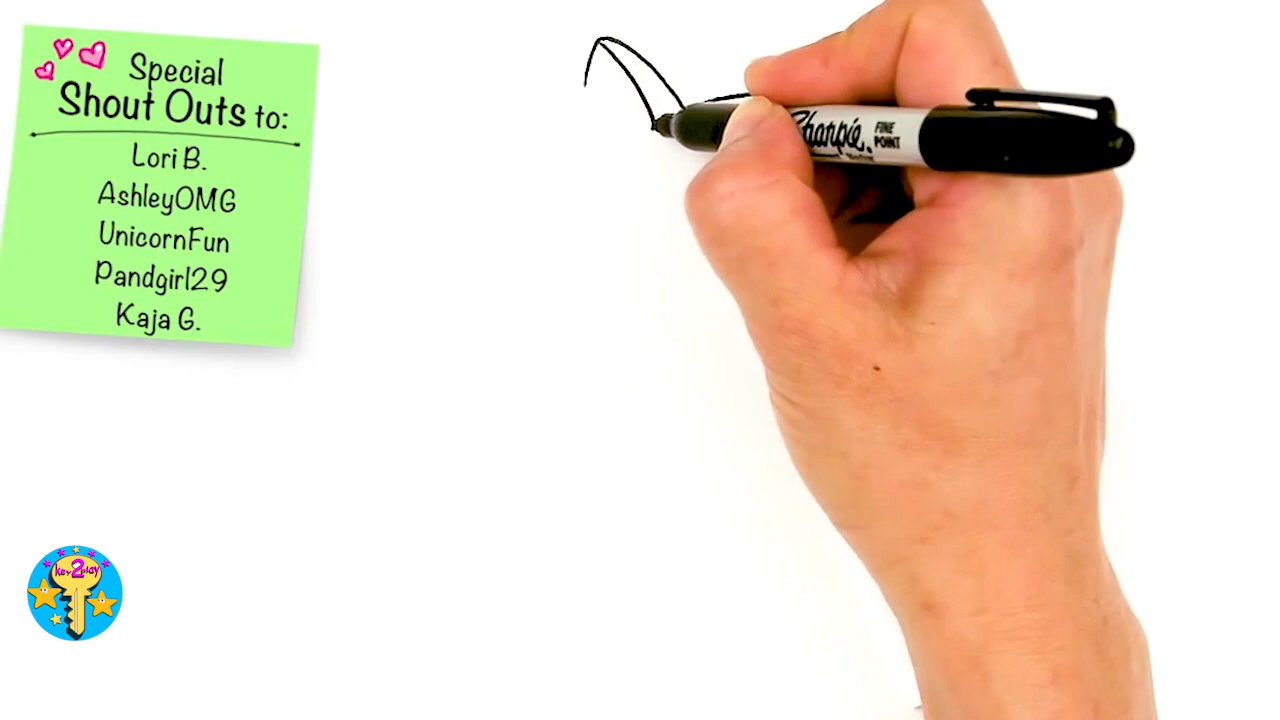 Special
Shout Outs to:
Lori B.
AshleyOMG
UnicornFun
Pandgirl29
Kaja G.
Sharpie.
FINE
POINT
key2play